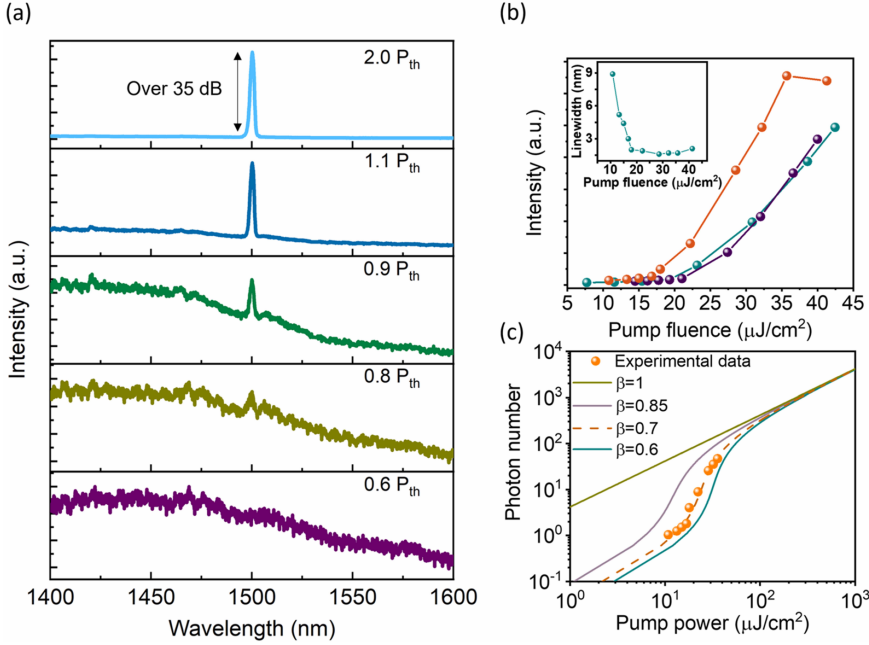 (a)
2.0 Pth
Over 35 dB
1.1 Pth
0.9 Pth
0.8 Pth
0.6 Pth
Intensity (a.u.)
1400 1450 1500 1550 1600
Wavelength (nm)
(b)
Intensity (a.u.)
Linewidth (nm)
9
6
3
10 20 30 40
Pump fluence (μJ/cm2)
5 10 15 20 25 30 35 40 45
Pump fluence (μJ/cm2)
(c)
Photon number
10^4
10^3
10^2
10^1
10^0
10^-1
Experimental data
β=1
β=0.85
β=0.7
β=0.6
10^0 10^1 10^2 10^3
Pump power (μJ/cm2)